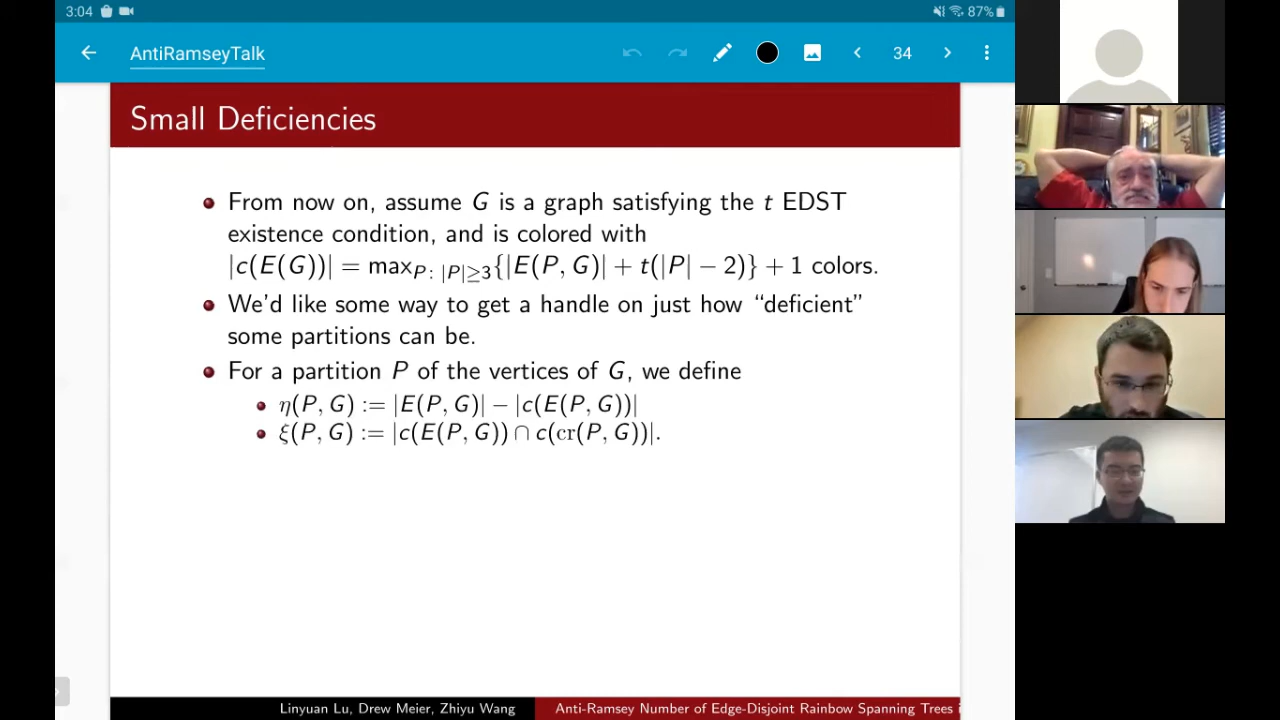 3:04
87%
AntiRamseyTalk
34
Small Deficiencies
From now on, assume G is a graph satisfying the t EDST
existence condition, and is colored with
|c(E(G))| = max_{P: |P|≥3}{|E(P, G)| + t(|P| − 2)} + 1 colors.
We'd like some way to get a handle on just how “deficient”
some partitions can be.
For a partition P of the vertices of G, we define
η(P, G) := |E(P, G)| − |c(E(P, G))|
ξ(P, G) := |c(E(P, G)) ∩ c(cr(P, G))|.
Linyuan Lu, Drew Meier, Zhiyu Wang
Anti-Ramsey Number of Edge-Disjoint Rainbow Spanning Trees i